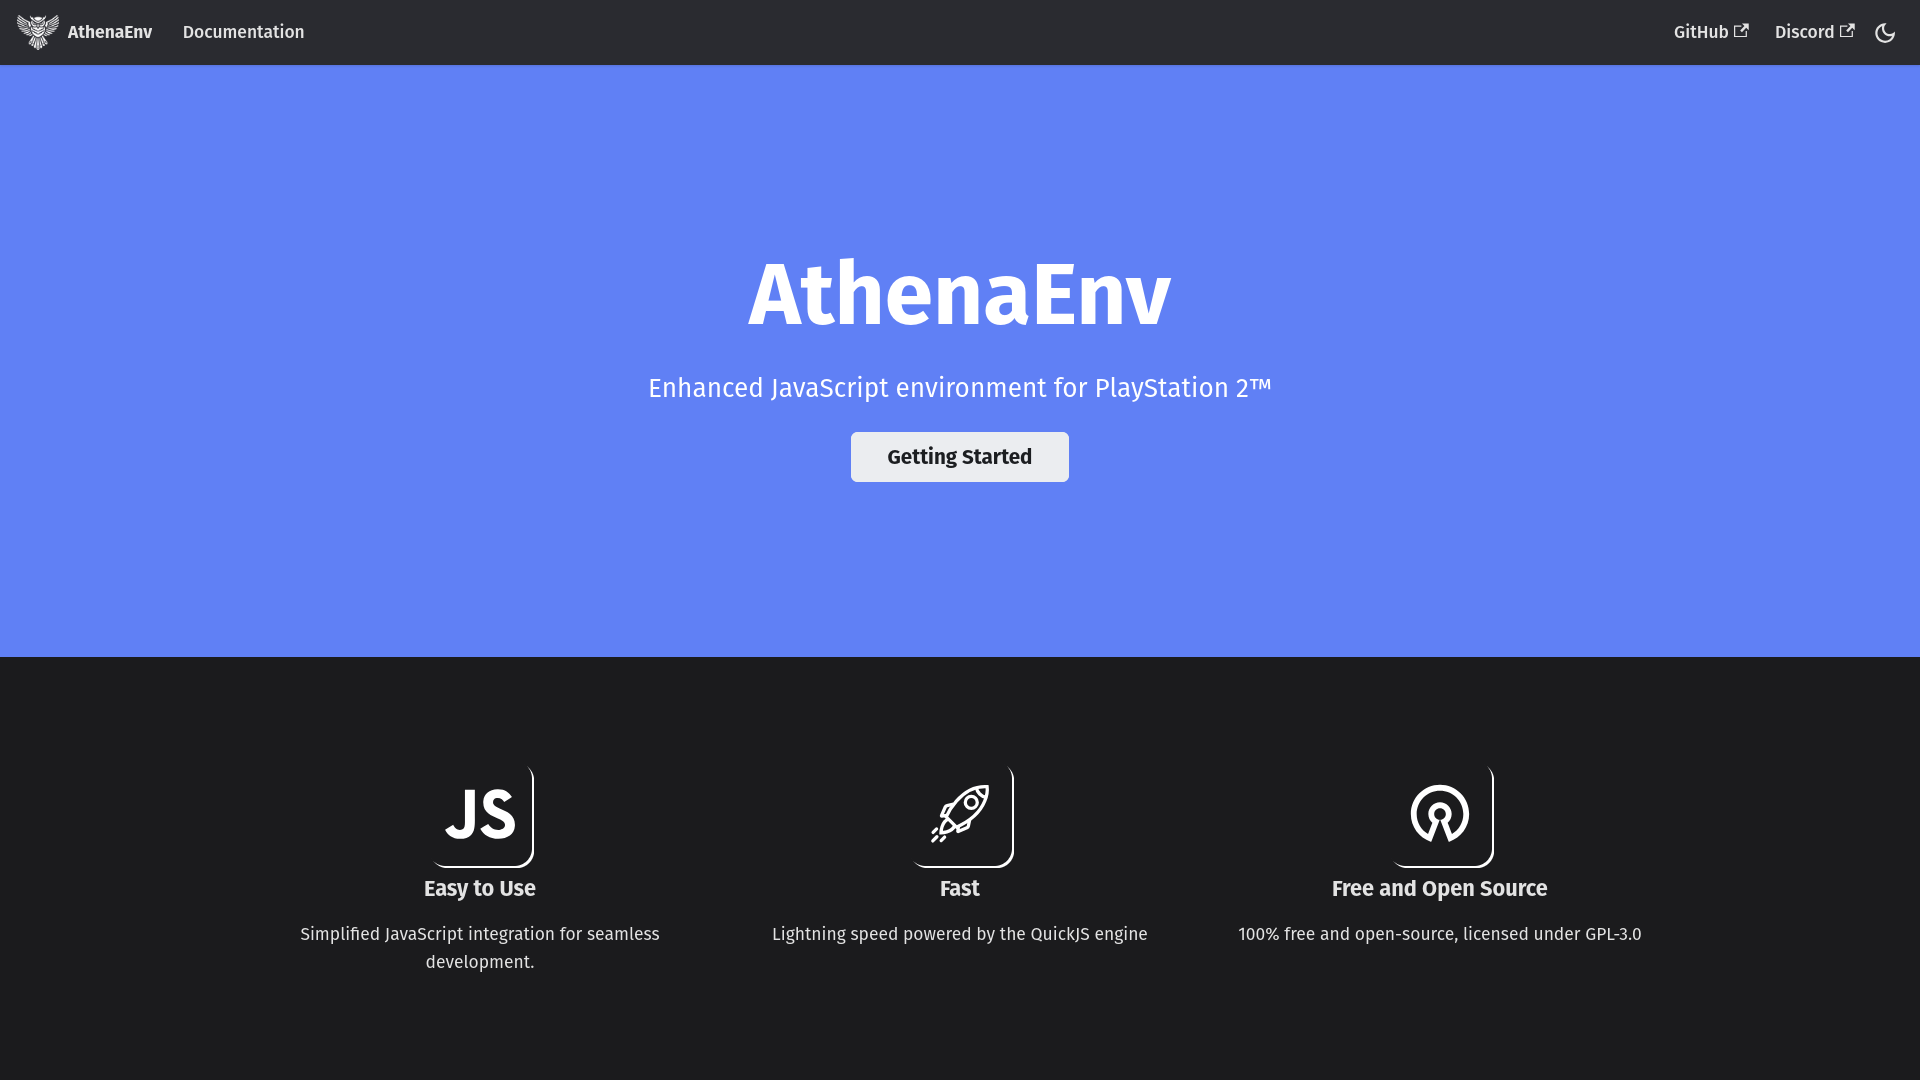 AthenaEnv
Documentation
GitHub
Discord
AthenaEnv
Enhanced JavaScript environment for PlayStation 2™
Getting Started
JS
Easy to Use
Simplified JavaScript integration for seamless
development.
Fast
Lightning speed powered by the QuickJS engine
Free and Open Source
100% free and open-source, licensed under GPL-3.0